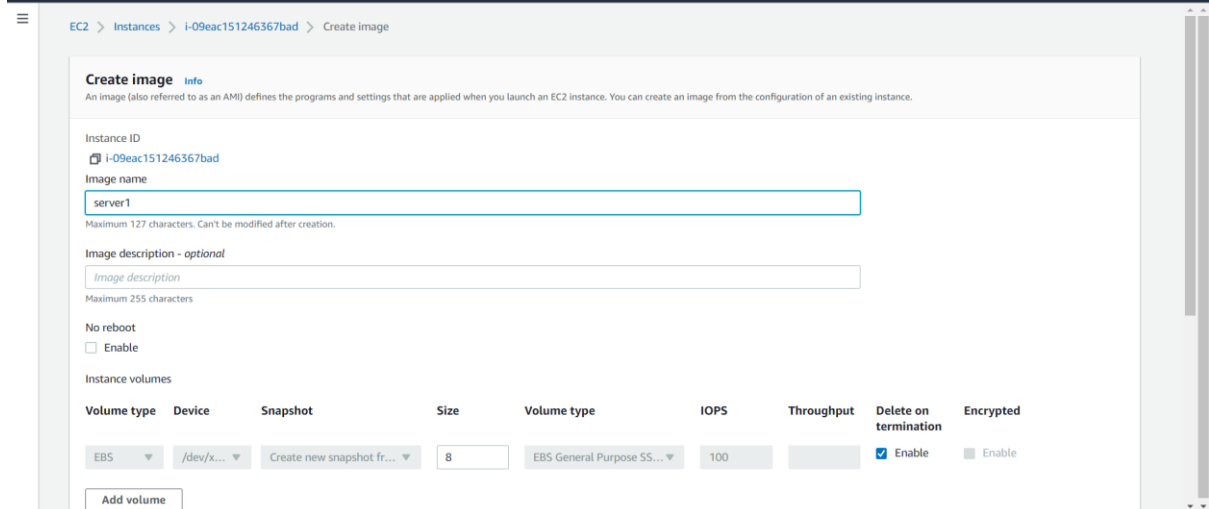 EC2 > Instances > i-09eac151246367bad > Create image
Create image Info
An image (also referred to as an AMI) defines the programs and settings that are applied when you launch an EC2 instance. You can create an image from the configuration of an existing instance.
Instance ID
i-09eac151246367bad
Image name
server1
Maximum 127 characters. Can't be modified after creation.
Image description - optional
Image description
Maximum 255 characters
No reboot
Enable
Instance volumes
Volume type Device Snapshot Size Volume type IOPS Throughput Delete on termination Encrypted
EBS /dev/x... Create new snapshot fr... 8 EBS General Purpose SS... 100 Enable Enable
Add volume